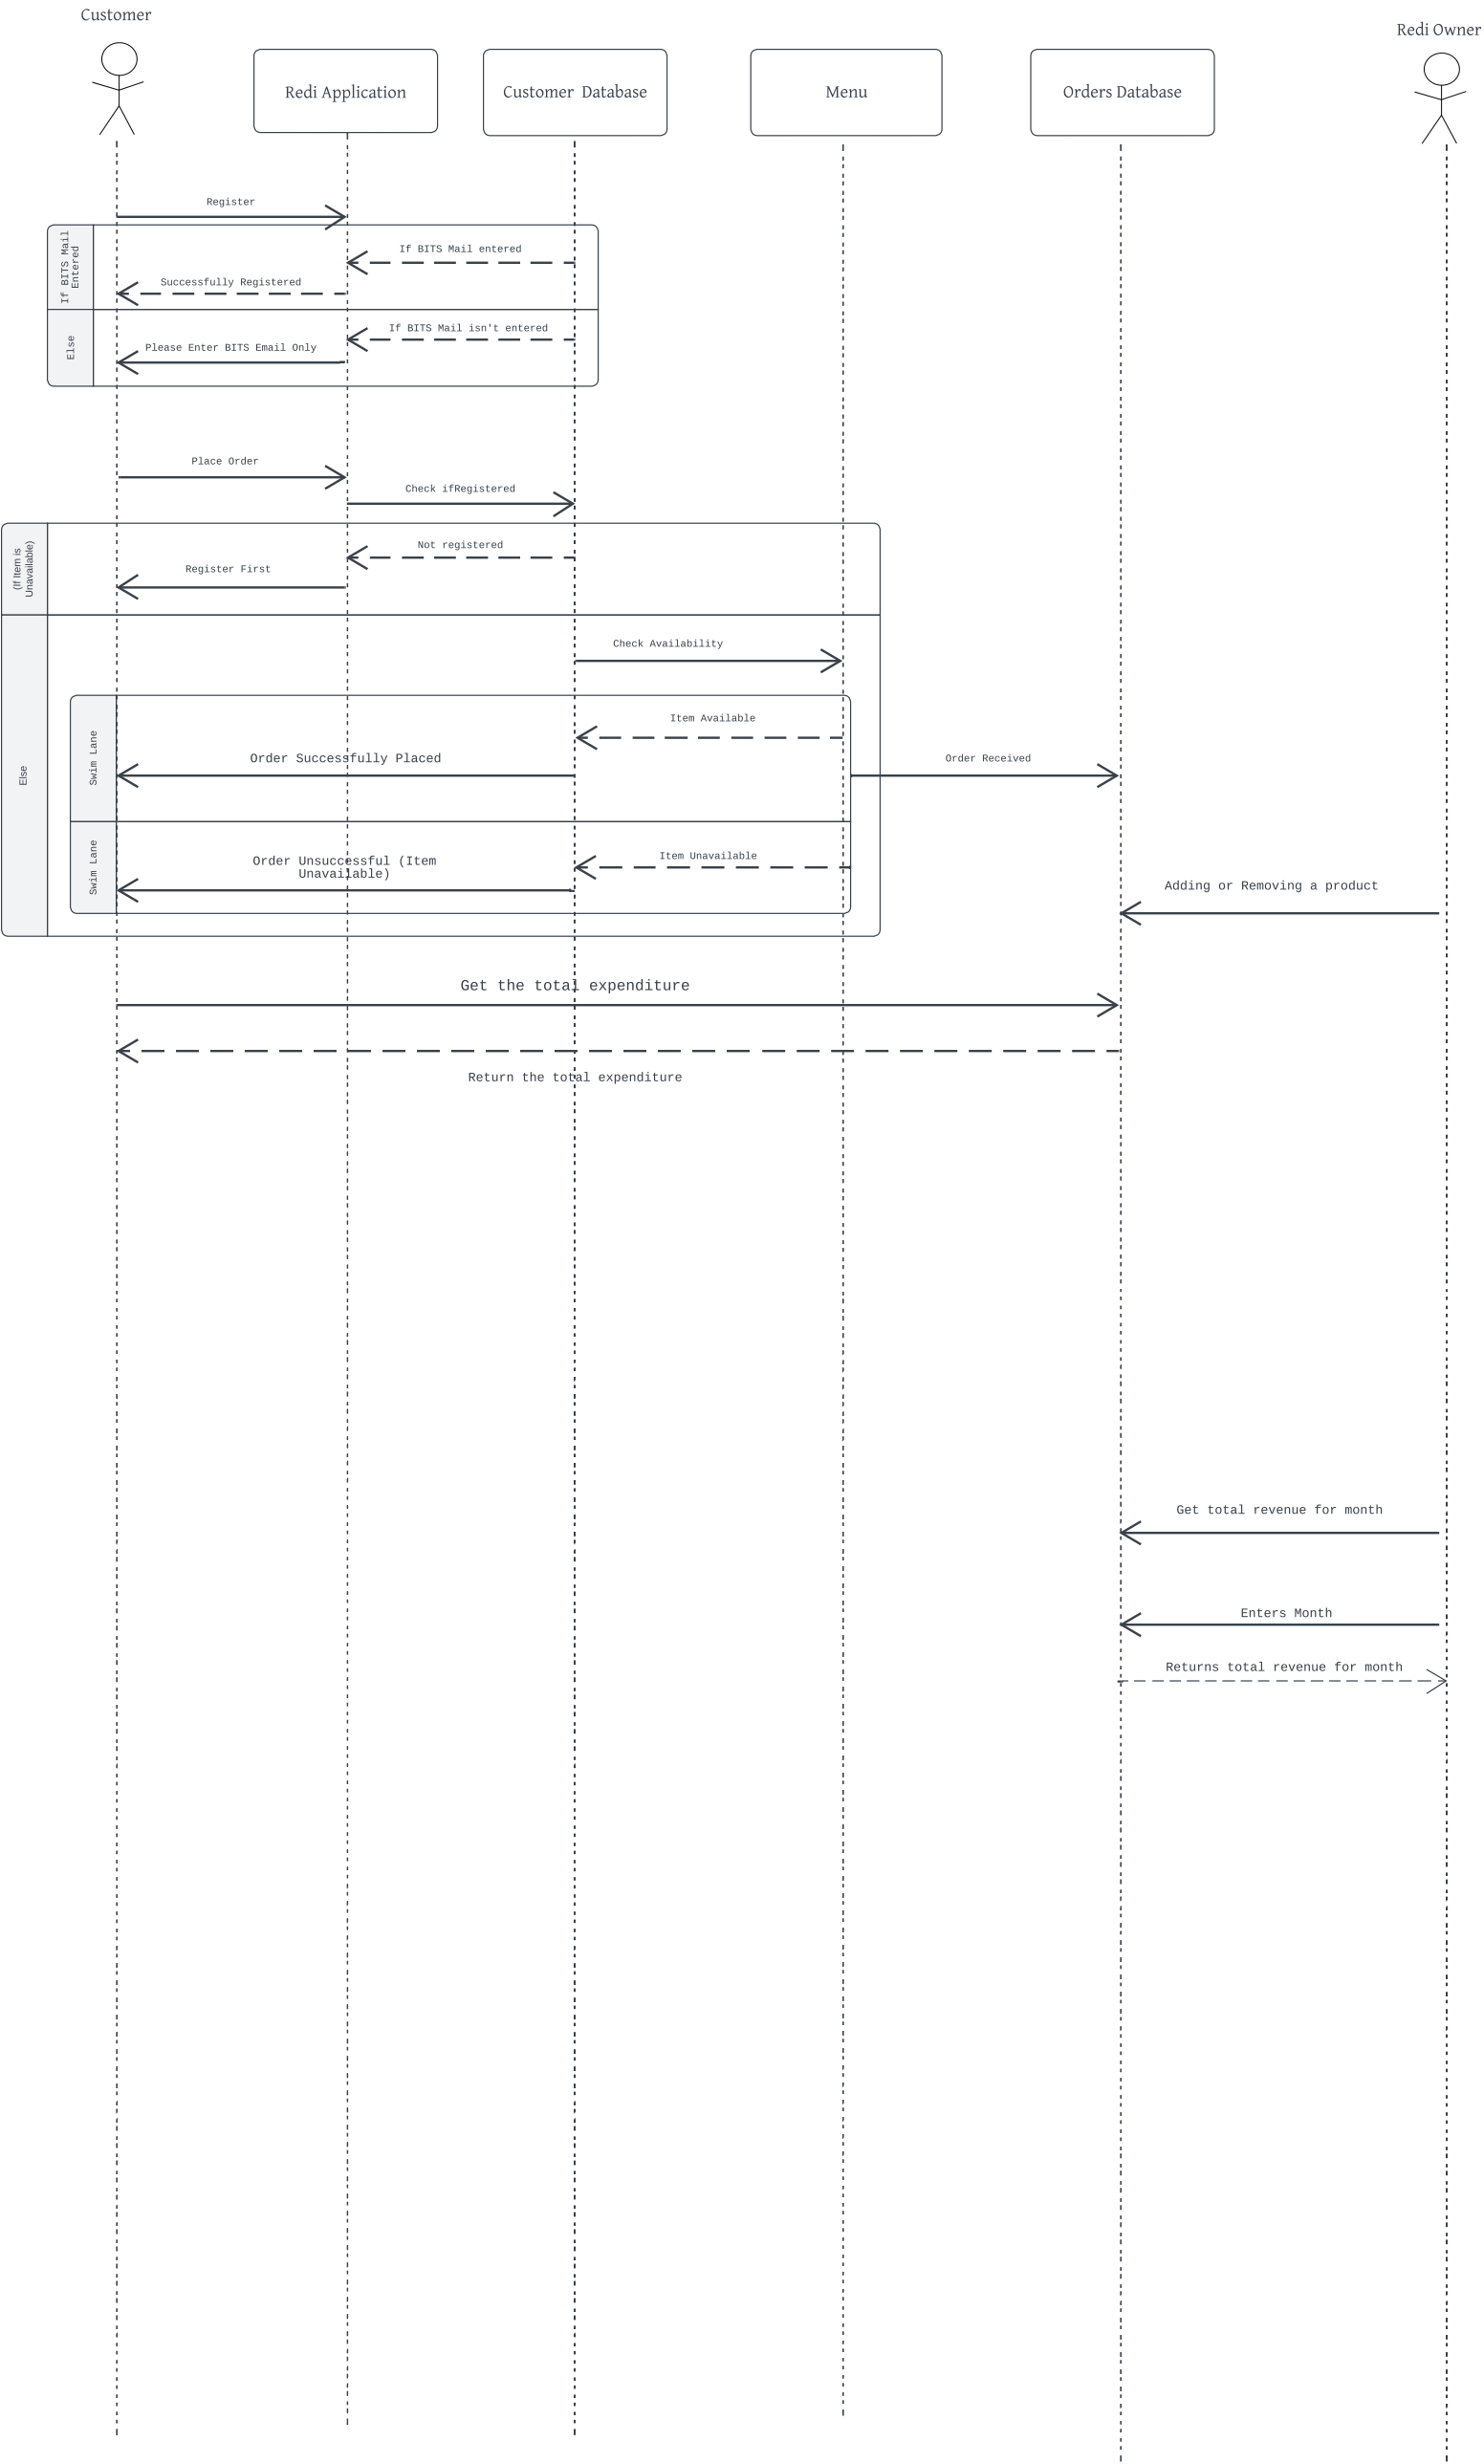 Customer
Redi Owner
Redi Application
Customer  Database
Menu
Orders Database
Register
If BITS Mail
Entered
If BITS Mail entered
Successfully Registered
Else
If BITS Mail isn't entered
Please Enter BITS Email Only
Place Order
Check ifRegistered
(If Item is
Unavailable)
Not registered
Register First
Else
Check Availability
Swim Lane
Item Available
Order Successfully Placed
Order Received
Swim Lane
Item Unavailable
Order Unsuccessful (Item
Unavailable)
Adding or Removing a product
Get the total expenditure
Return the total expenditure
Get total revenue for month
Enters Month
Returns total revenue for month